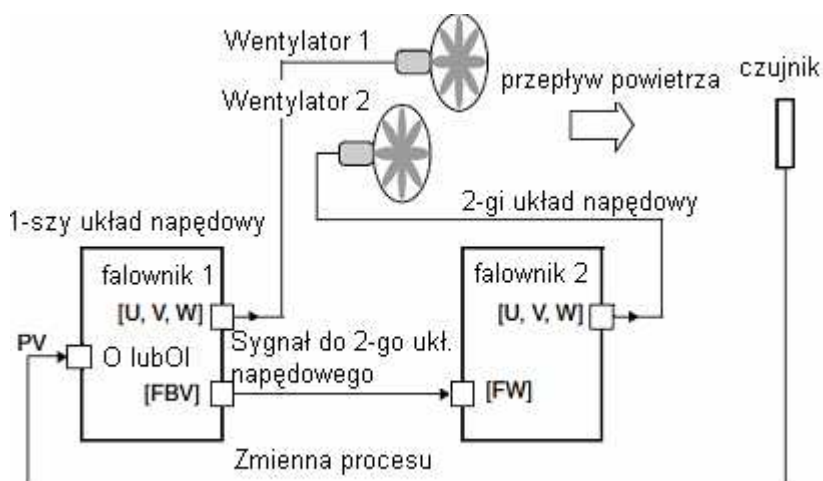 Wentylator 1
Wentylator 2
przepływ powietrza
czujnik
2-gi układ napędowy
1-szy układ napędowy
falownik 1
[U, V, W]
PV
O lubOI
[FBV]
Sygnał do 2-go ukł.
napędowego
falownik 2
[U, V, W]
[FW]
Zmienna procesu